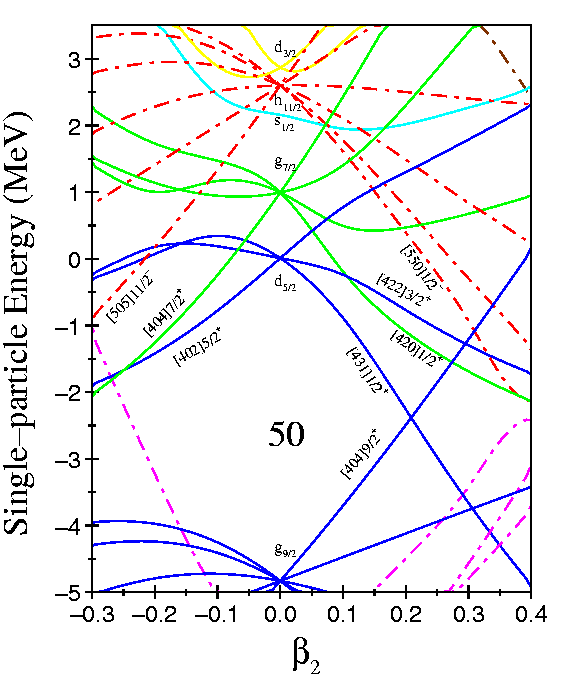 Single–particle Energy (MeV)
3
2
1
0
−1
−2
−3
−4
−5
d3/2
h11/2
s1/2
g7/2
d5/2
[505]11/2-
[404]7/2+
[402]5/2+
[550]1/2-
[422]3/2+
[420]1/2+
[431]1/2+
[404]9/2+
50
g9/2
−0.3 −0.2 −0.1 0.0 0.1 0.2 0.3 0.4
β2